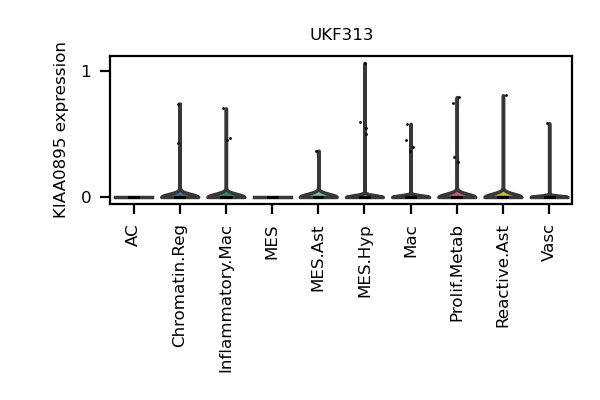 UKF313
KIAA0895 expression
1
0
AC
Chromatin.Reg
Inflammatory.Mac
MES
MES.Ast
MES.Hyp
Mac
Prolif.Metab
Reactive.Ast
Vasc